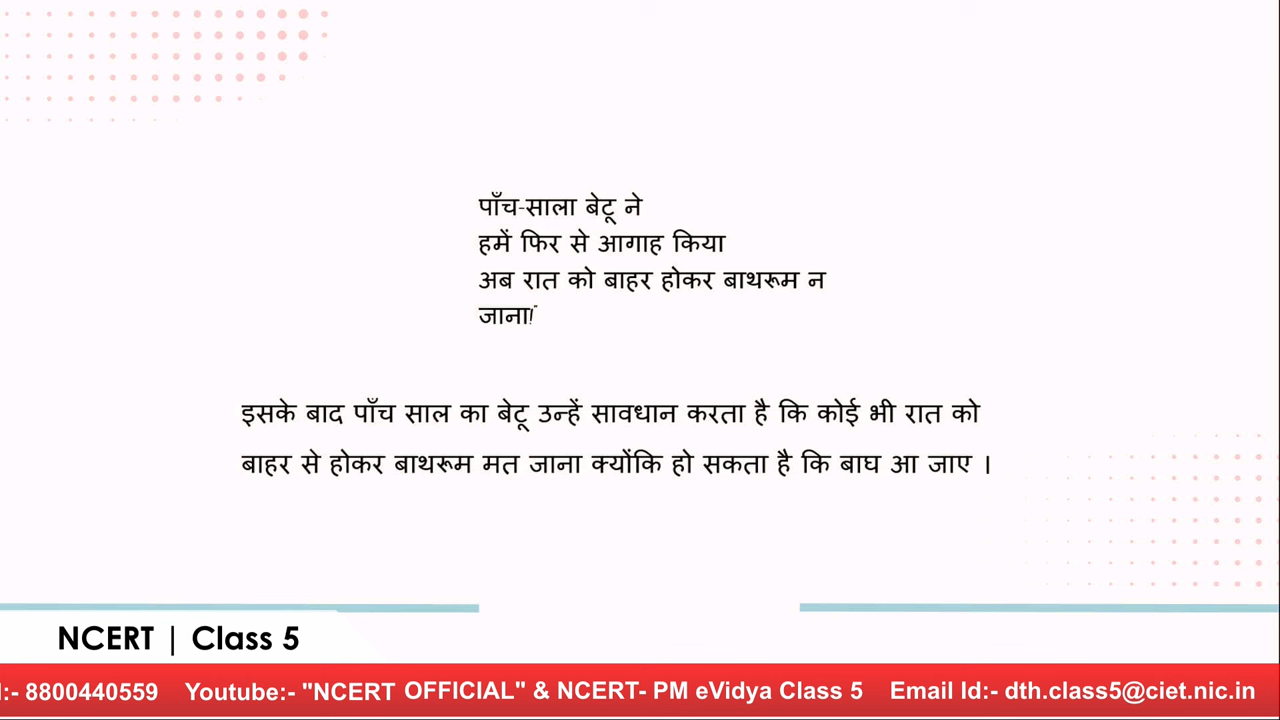 पाँच-साला बेटू ने
हमें फिर से आगाह किया
अब रात को बाहर होकर बाथरूम न
जाना!"
इसके बाद पाँच साल का बेटू उन्हें सावधान करता है कि कोई भी रात को
बाहर से होकर बाथरूम मत जाना क्योंकि हो सकता है कि बाघ आ जाए ।
NCERT | Class 5
:- 8800440559 Youtube:- "NCERT OFFICIAL" & NCERT- PM eVidya Class 5 Email Id:- dth.class5@ciet.nic.in